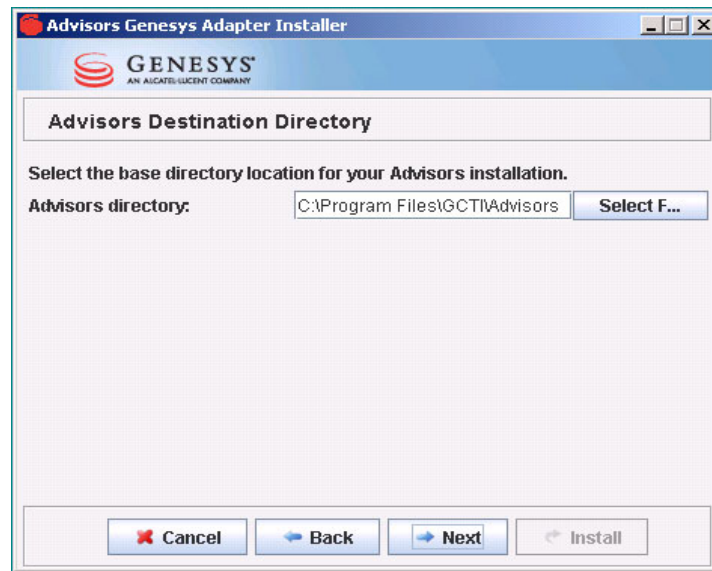 Advisors Genesys Adapter Installer
GENESYS
AN ALCATEL-LUCENT COMPANY
Advisors Destination Directory
Select the base directory location for your Advisors installation.
Advisors directory: C:\Program Files\GCTI\Advisors Select F...
Cancel Back Next Install